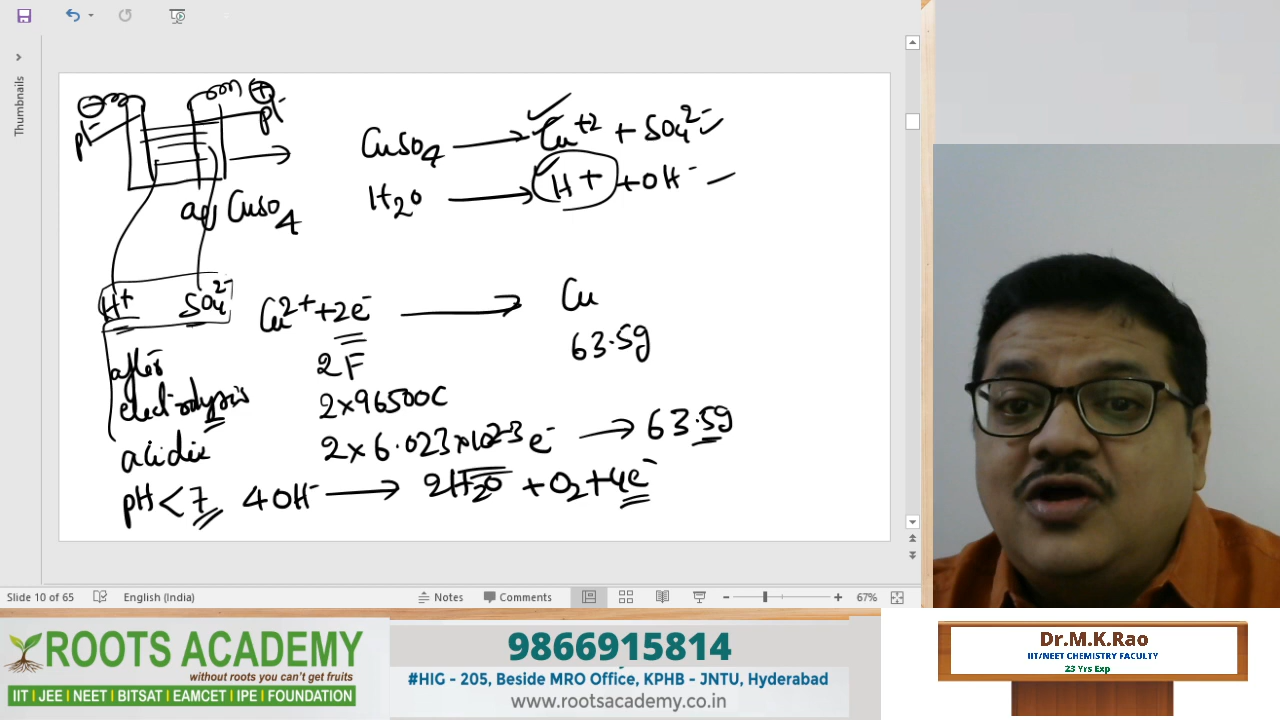 Thumbnails
⊖ ⊕
pt pt
CuSO4 → Cu+2 + SO4 2-
H2O → H+ + OH-
aq CuSO4
H+ SO4 2-
Cu2+ + 2e- → Cu
63.5g
after 2F
electrolysis 2×96500C
acidic 2×6.023×1023 e- → 63.5g
pH<7 4OH- → 2H2O + O2 + 4e-
Slide 10 of 65 English (India) Notes Comments 67%
ROOTS ACADEMY
without roots you can't get fruits
IIT I JEE I NEET I BITSAT I EAMCET I IPE I FOUNDATION
9866915814
#HIG - 205, Beside MRO Office, KPHB - JNTU, Hyderabad
www.rootsacademy.co.in
Dr.M.K.Rao
IIT/NEET CHEMISTRY FACULTY
23 Yrs Exp